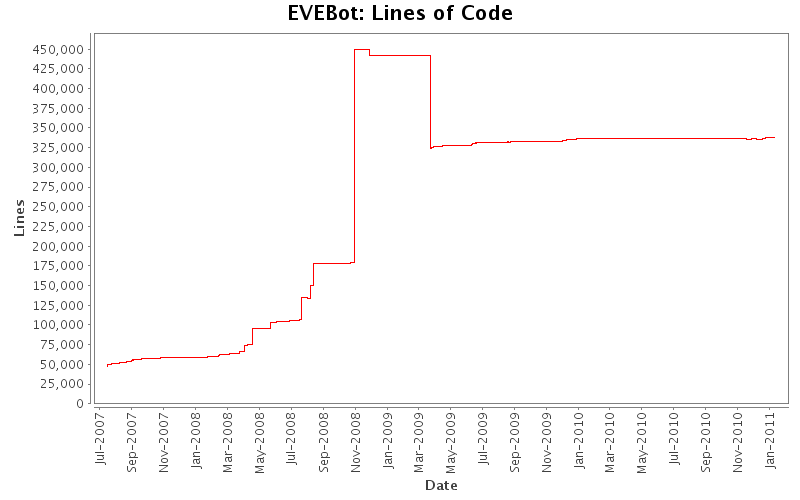 EVEBot: Lines of Code
450,000
425,000
400,000
375,000
350,000
325,000
300,000
275,000
250,000
225,000
200,000
175,000
150,000
125,000
100,000
75,000
50,000
25,000
0
Lines
Jul-2007
Sep-2007
Nov-2007
Jan-2008
Mar-2008
May-2008
Jul-2008
Sep-2008
Nov-2008
Jan-2009
Mar-2009
May-2009
Jul-2009
Sep-2009
Nov-2009
Jan-2010
Mar-2010
May-2010
Jul-2010
Sep-2010
Nov-2010
Jan-2011
Date